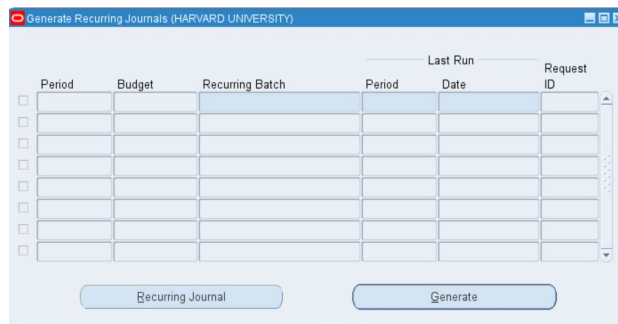 Generate Recurring Journals (HARVARD UNIVERSITY)
Last Run
Request
Period Budget Recurring Batch Period Date ID
Recurring Journal Generate